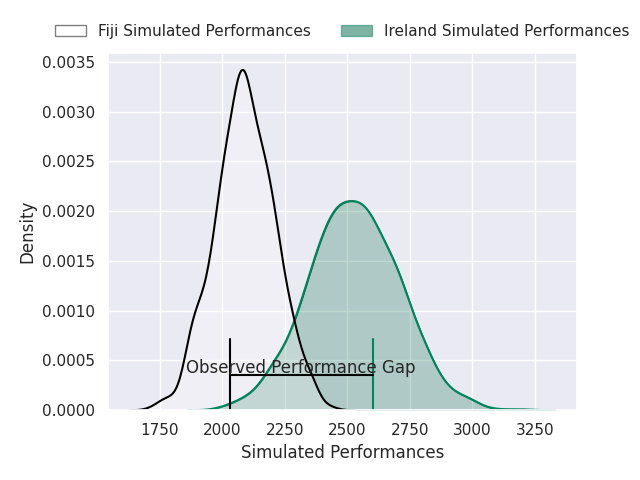 Fiji Simulated Performances
Ireland Simulated Performances
0.0035
0.0030
0.0025
0.0020
0.0015
0.0010
0.0005
0.0000
Density
Observed Performance Gap
1750 2000 2250 2500 2750 3000 3250
Simulated Performances